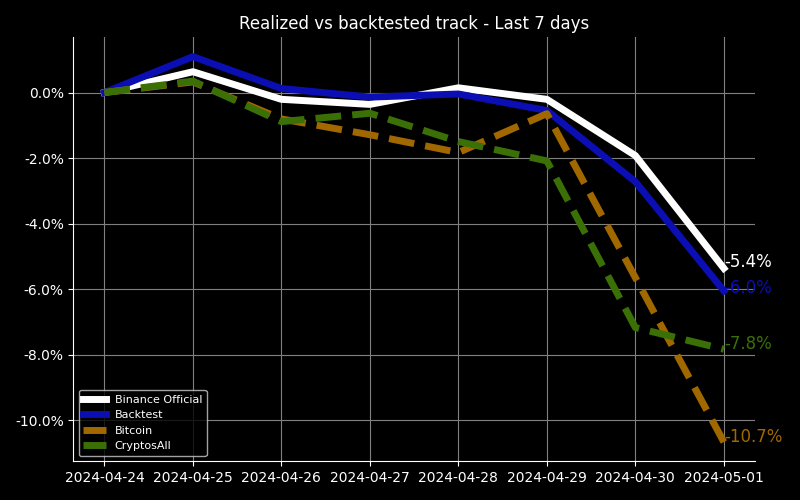 Realized vs backtested track - Last 7 days
0.0%
-2.0%
-4.0%
-6.0%
-8.0%
-10.0%
-5.4%
-6.0%
-7.8%
-10.7%
Binance Official
Backtest
Bitcoin
CryptosAll
2024-04-24 2024-04-25 2024-04-26 2024-04-27 2024-04-28 2024-04-29 2024-04-30 2024-05-01